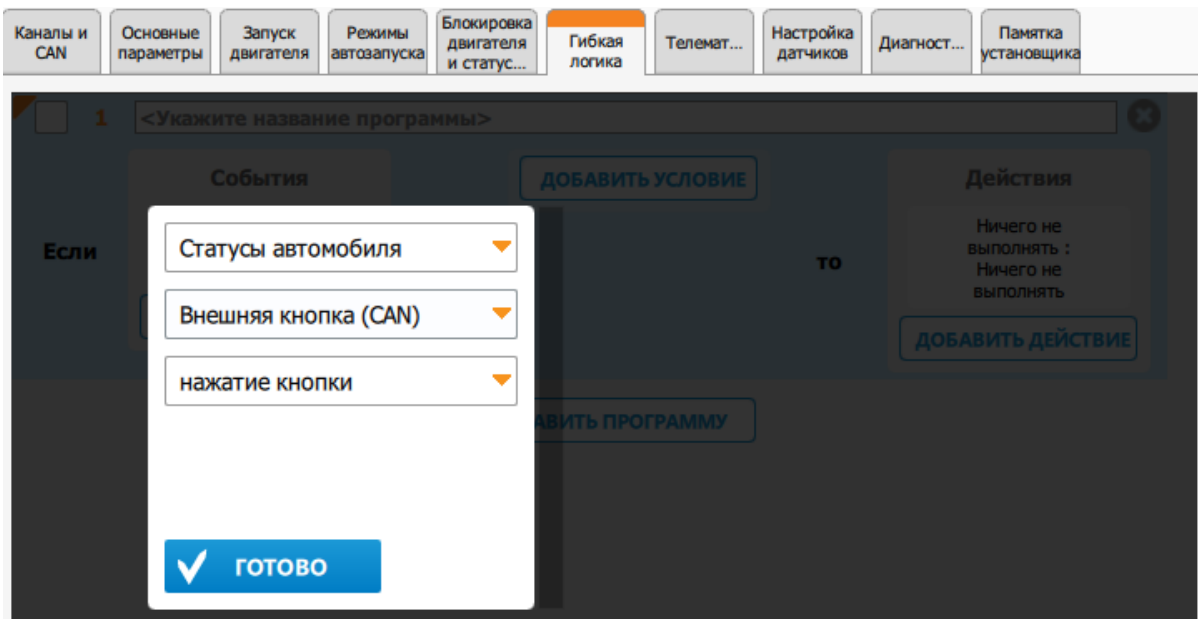 Каналы и
CAN
Основные
параметры
Запуск
двигателя
Режимы
автозапуска
Блокировка
двигателя
и статус...
Гибкая
логика
Телемат...
Настройка
датчиков
Диагност...
Памятка
установщика
1 <Укажите название программы>
События
ДОБАВИТЬ УСЛОВИЕ
Действия
Если
то
Ничего не
выполнять :
Ничего не
выполнять
ДОБАВИТЬ ДЕЙСТВИЕ
АВИТЬ ПРОГРАММУ
Статусы автомобиля
Внешняя кнопка (CAN)
нажатие кнопки
ГОТОВО